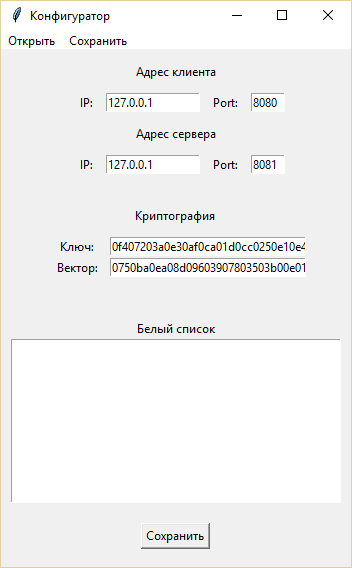 Конфигуратор
Открыть Сохранить
Адрес клиента
IP: 127.0.0.1 Port: 8080
Адрес сервера
IP: 127.0.0.1 Port: 8081
Криптография
Ключ: 0f407203a0e30af0ca01d0cc0250e10e4
Вектор: 0750ba0ea08d09603907803503b00e01
Белый список
Сохранить